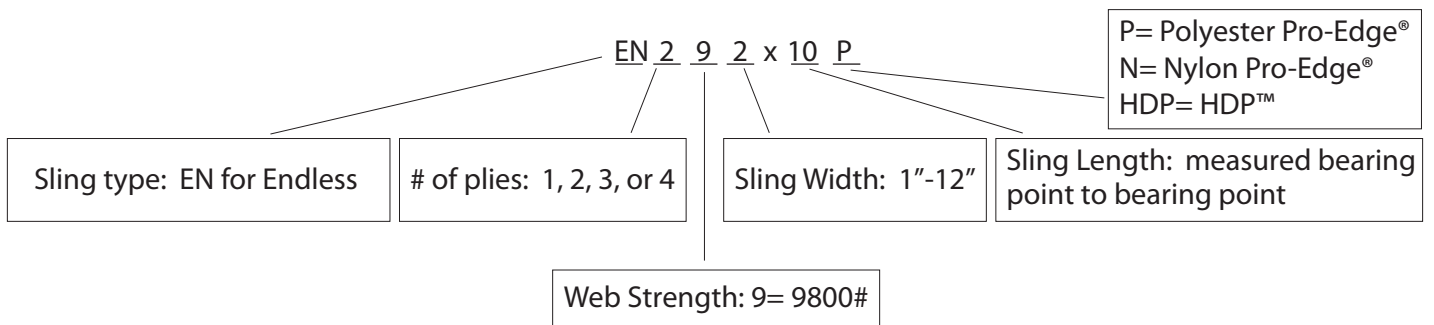 EN 2 9 2 x 10 P
P= Polyester Pro-Edge®
N= Nylon Pro-Edge®
HDP= HDP™
Sling type: EN for Endless
# of plies: 1, 2, 3, or 4
Sling Width: 1”-12”
Sling Length: measured bearing
point to bearing point
Web Strength: 9= 9800#